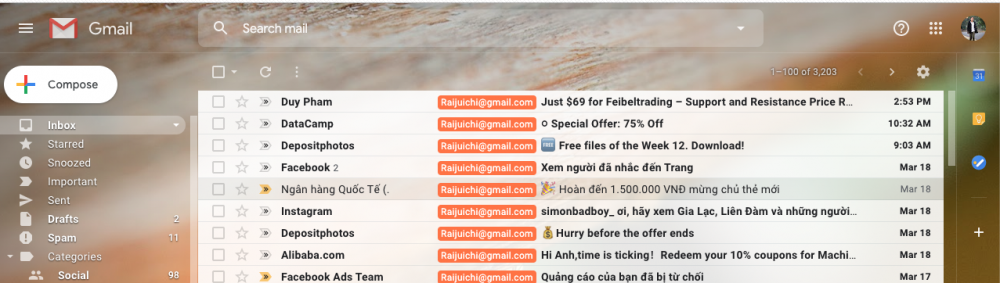 Gmail
Search mail
Compose
1–100 of 3,203
31
Inbox
Starred
Snoozed
Important
Sent
Drafts 2
Spam 11
Categories
Social 98
Duy Pham Raijuichi@gmail.com Just $69 for Feibeltrading – Support and Resistance Price R... 2:53 PM
DataCamp Raijuichi@gmail.com Special Offer: 75% Off 10:32 AM
Depositphotos Raijuichi@gmail.com FREE Free files of the Week 12. Download! 9:03 AM
Facebook 2 Raijuichi@gmail.com Xem người đã nhắc đến Trang Mar 18
Ngân hàng Quốc Tế (. Raijuichi@gmail.com 🎉 Hoàn đến 1.500.000 VNĐ mừng chủ thẻ mới Mar 18
Instagram Raijuichi@gmail.com simonbadboy_ ơi, hãy xem Gia Lạc, Liên Đàm và những người... Mar 18
Depositphotos Raijuichi@gmail.com 💰 Hurry before the offer ends Mar 18
Alibaba.com Raijuichi@gmail.com Hi Anh,time is ticking! Redeem your 10% coupons for Machi... Mar 18
Facebook Ads Team Raijuichi@gmail.com Quảng cáo của bạn đã bị từ chối Mar 17